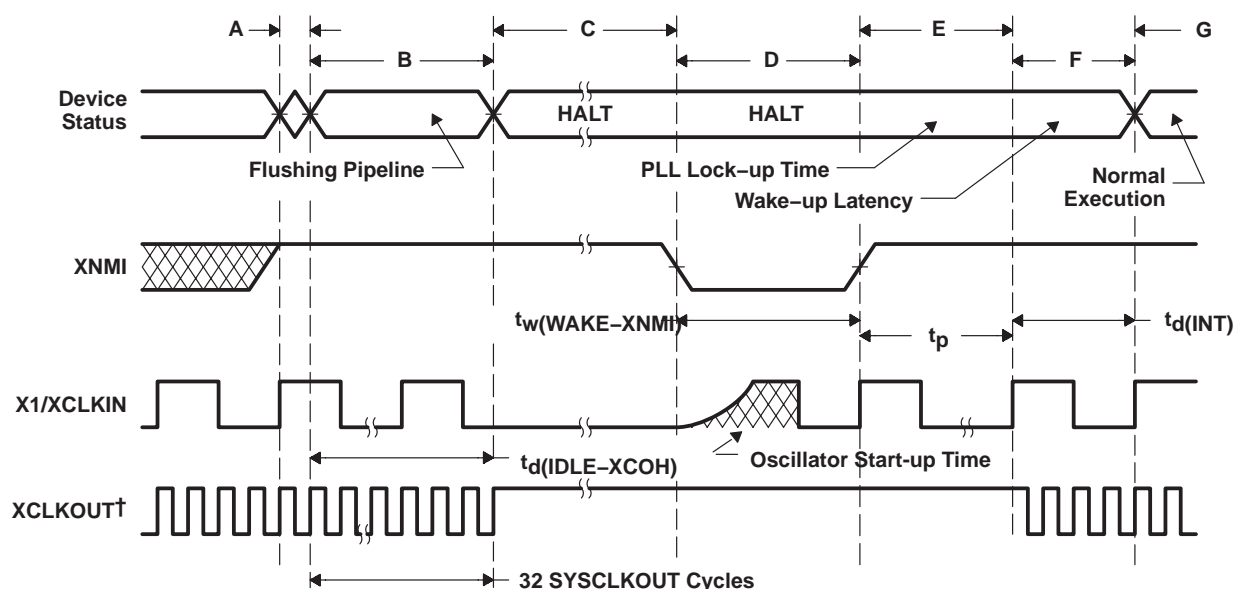 A
B
C
D
E
F
G
Device
Status
HALT
HALT
Flushing Pipeline
PLL Lock–up Time
Wake–up Latency
Normal
Execution
XNMI
tw(WAKE–XNMI)
tp
td(INT)
X1/XCLKIN
td(IDLE–XCOH)
Oscillator Start-up Time
XCLKOUT†
32 SYSCLKOUT Cycles